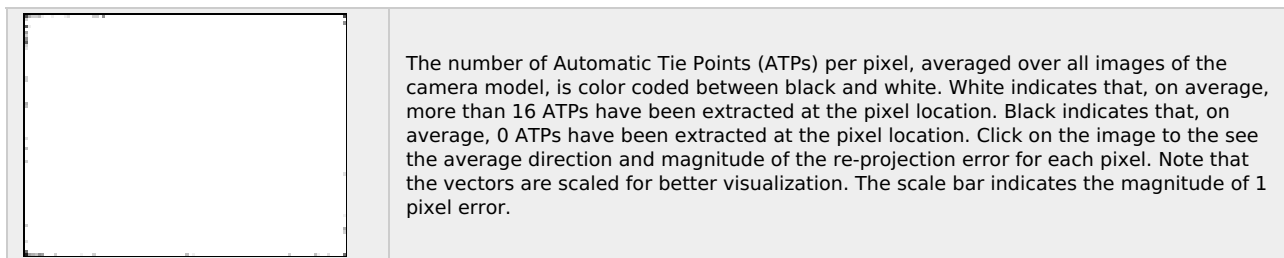 The number of Automatic Tie Points (ATPs) per pixel, averaged over all images of the
camera model, is color coded between black and white. White indicates that, on average,
more than 16 ATPs have been extracted at the pixel location. Black indicates that, on
average, 0 ATPs have been extracted at the pixel location. Click on the image to the see
the average direction and magnitude of the re-projection error for each pixel. Note that
the vectors are scaled for better visualization. The scale bar indicates the magnitude of 1
pixel error.